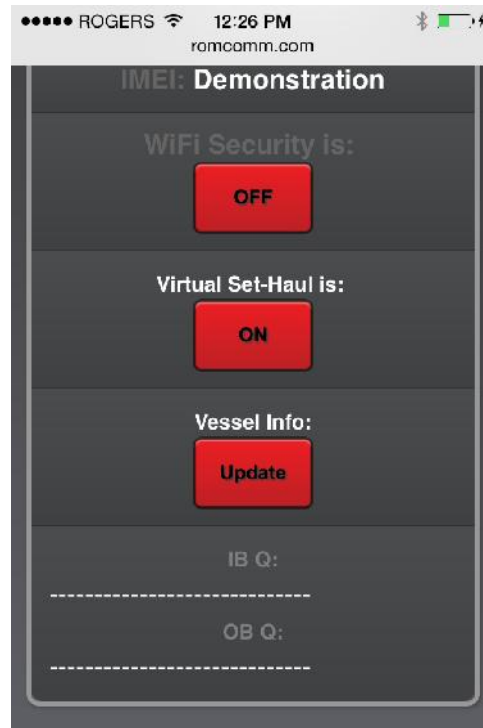 ●●●●● ROGERS 12:26 PM
romcomm.com
IMEI: Demonstration
WiFi Security is:
OFF
Virtual Set-Haul is:
ON
Vessel Info:
Update
IB Q:
-----------------------------
OB Q:
-----------------------------